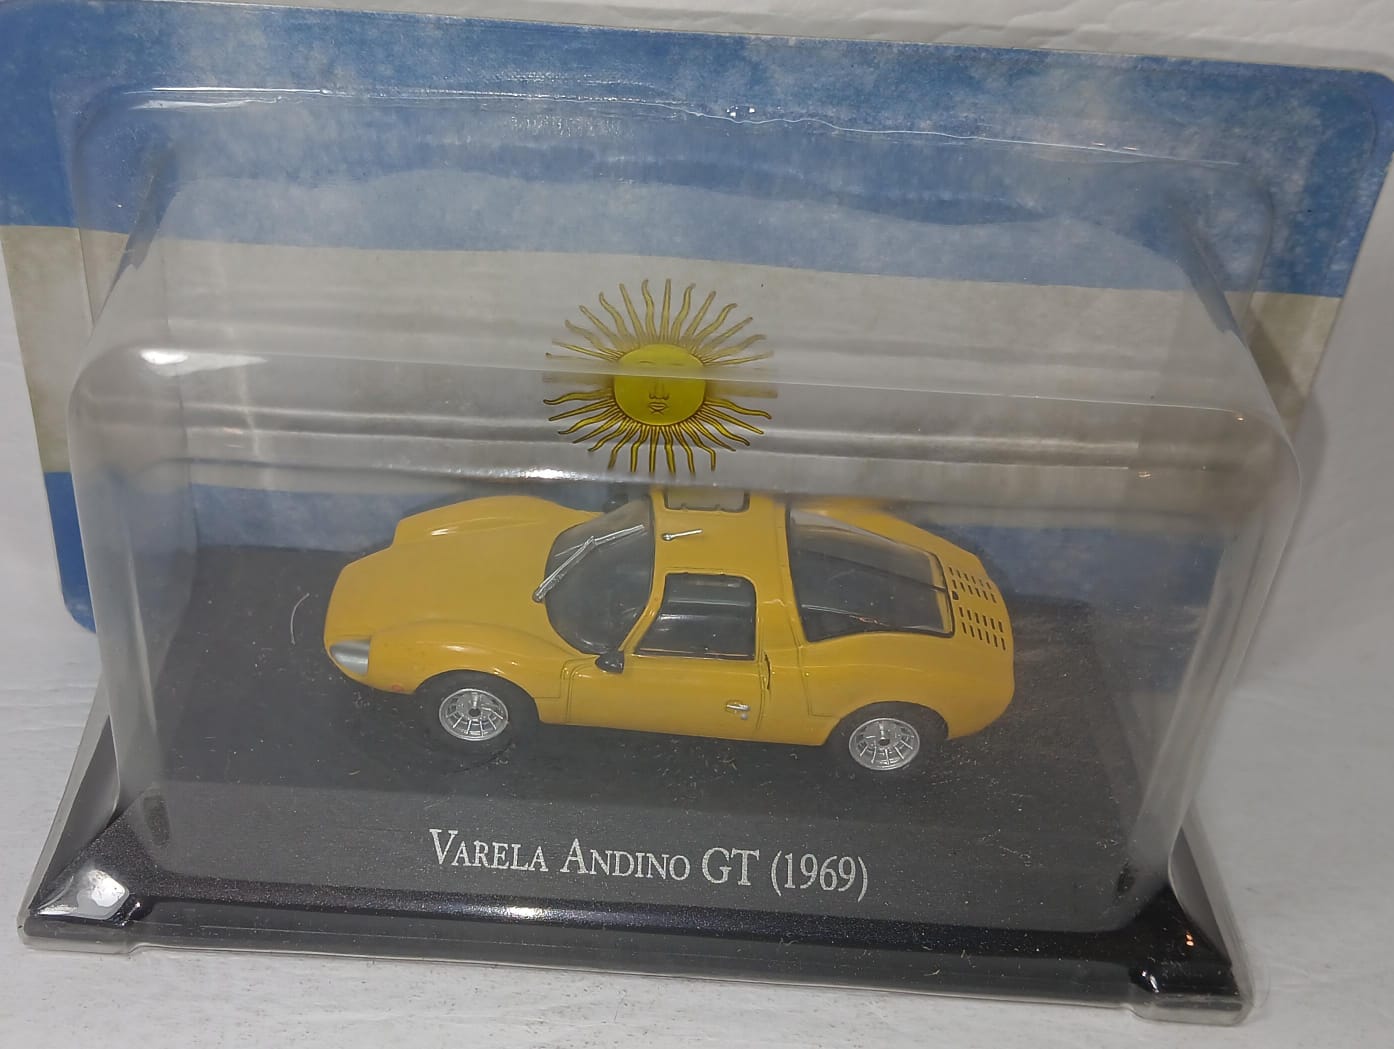 Varela Andino GT (1969)